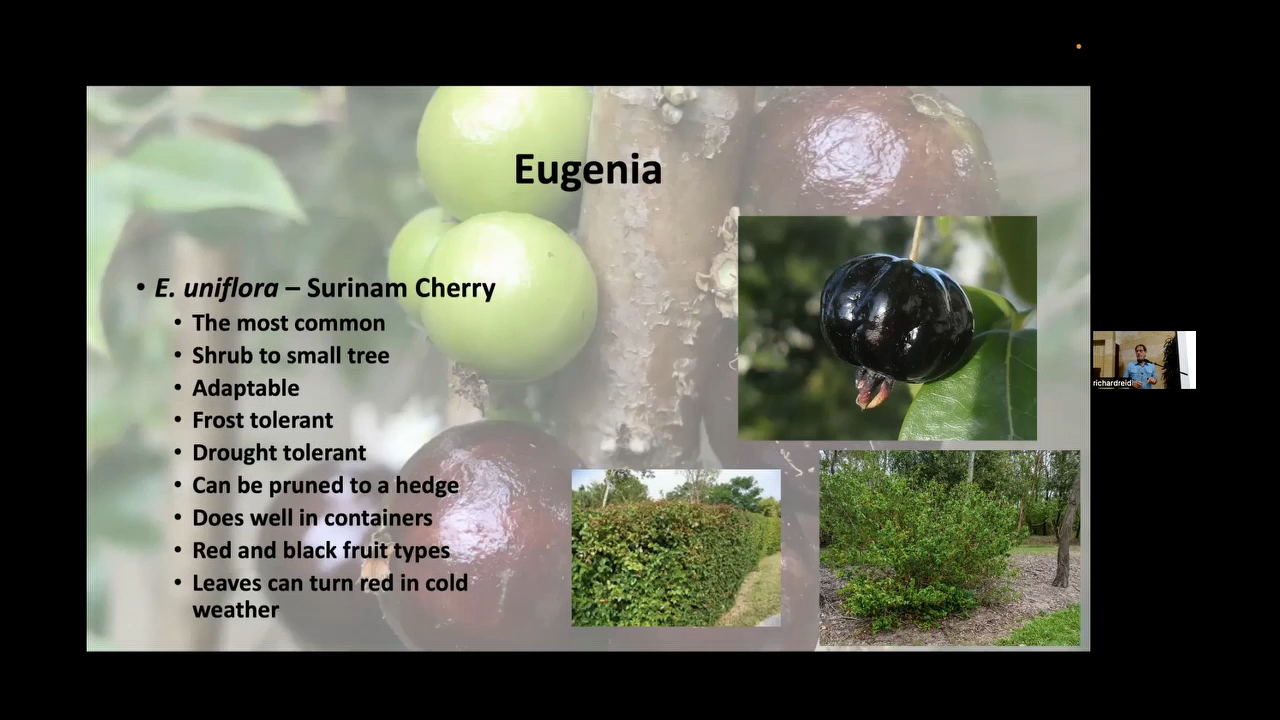 Eugenia
• E. uniflora – Surinam Cherry
• The most common
• Shrub to small tree
• Adaptable
• Frost tolerant
• Drought tolerant
• Can be pruned to a hedge
• Does well in containers
• Red and black fruit types
• Leaves can turn red in cold
weather
richardreid